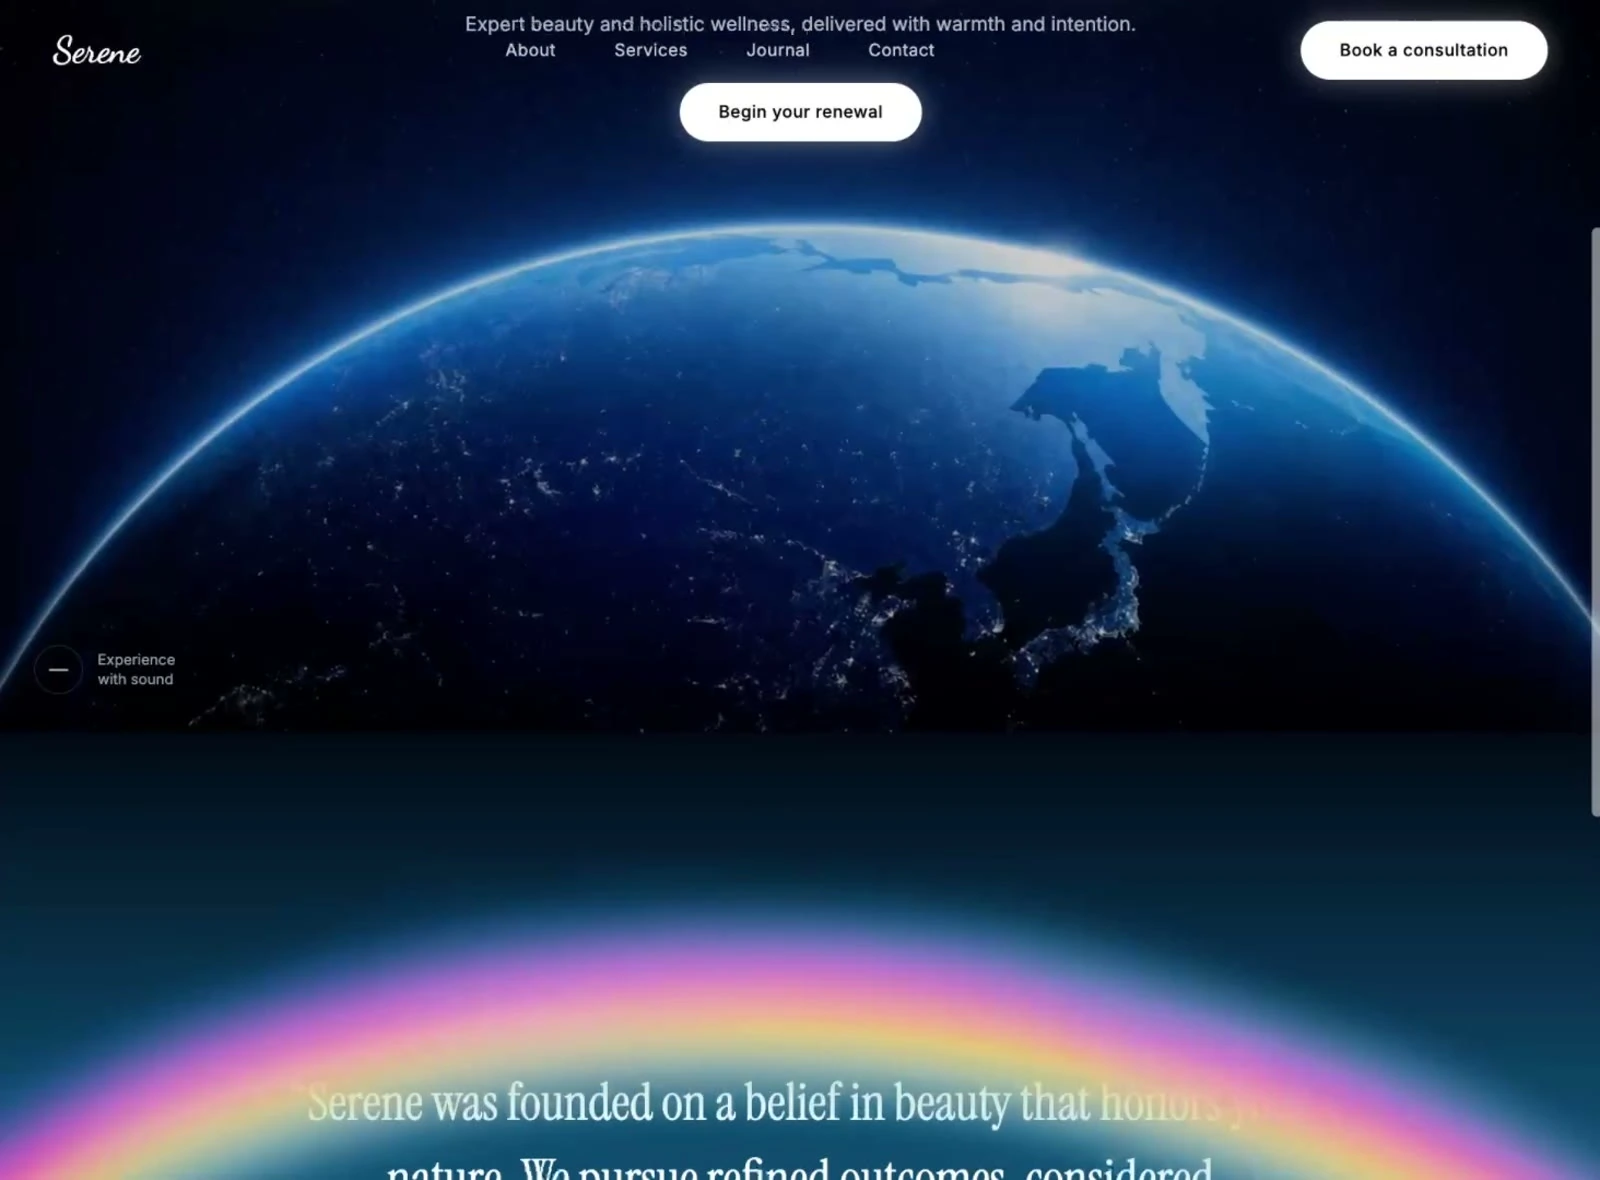 Expert beauty and holistic wellness, delivered with warmth and intention.
Serene
About Services Journal Contact
Book a consultation
Begin your renewal
Experience
with sound
"Serene was founded on a belief in beauty that honors
nature. We pursue refined outcomes, considered